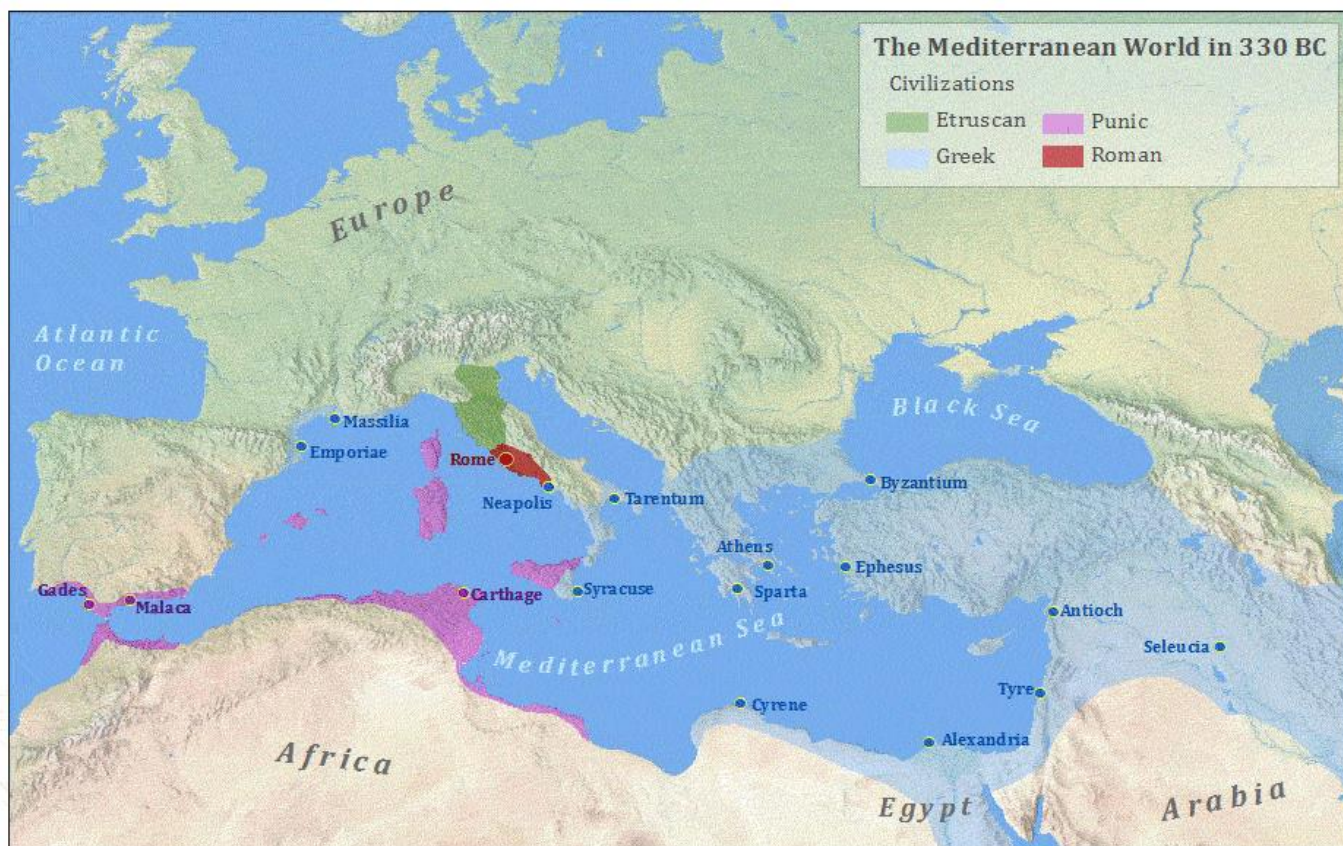 The Mediterranean World in 330 BC
Civilizations
Etruscan
Punic
Greek
Roman
Europe
Atlantic
Ocean
Black Sea
Massilia
Emporiae
Rome
Neapolis
Tarentum
Byzantium
Athens
Ephesus
Gades
Malaca
Carthage
Syracuse
Sparta
Antioch
Mediterranean Sea
Seleucia
Tyre
Cyrene
Alexandria
Africa
Egypt
Arabia